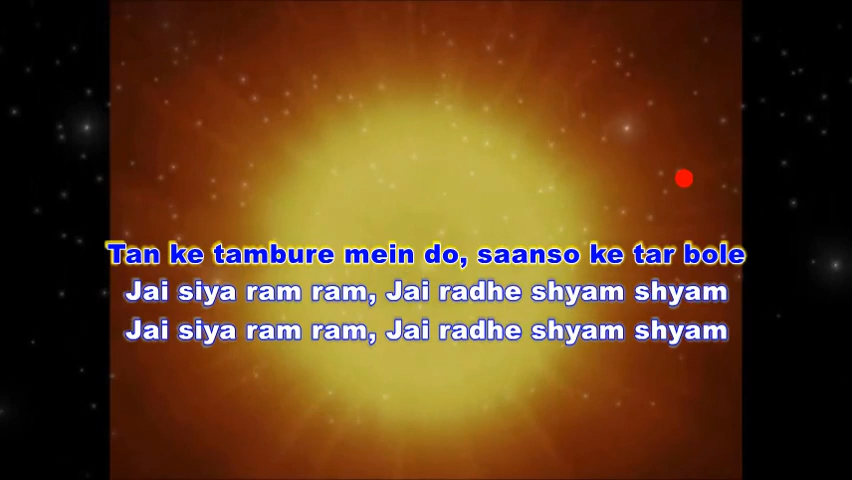 Tan ke tambure mein do, saanso ke tar bole
Jai siya ram ram, Jai radhe shyam shyam
Jai siya ram ram, Jai radhe shyam shyam